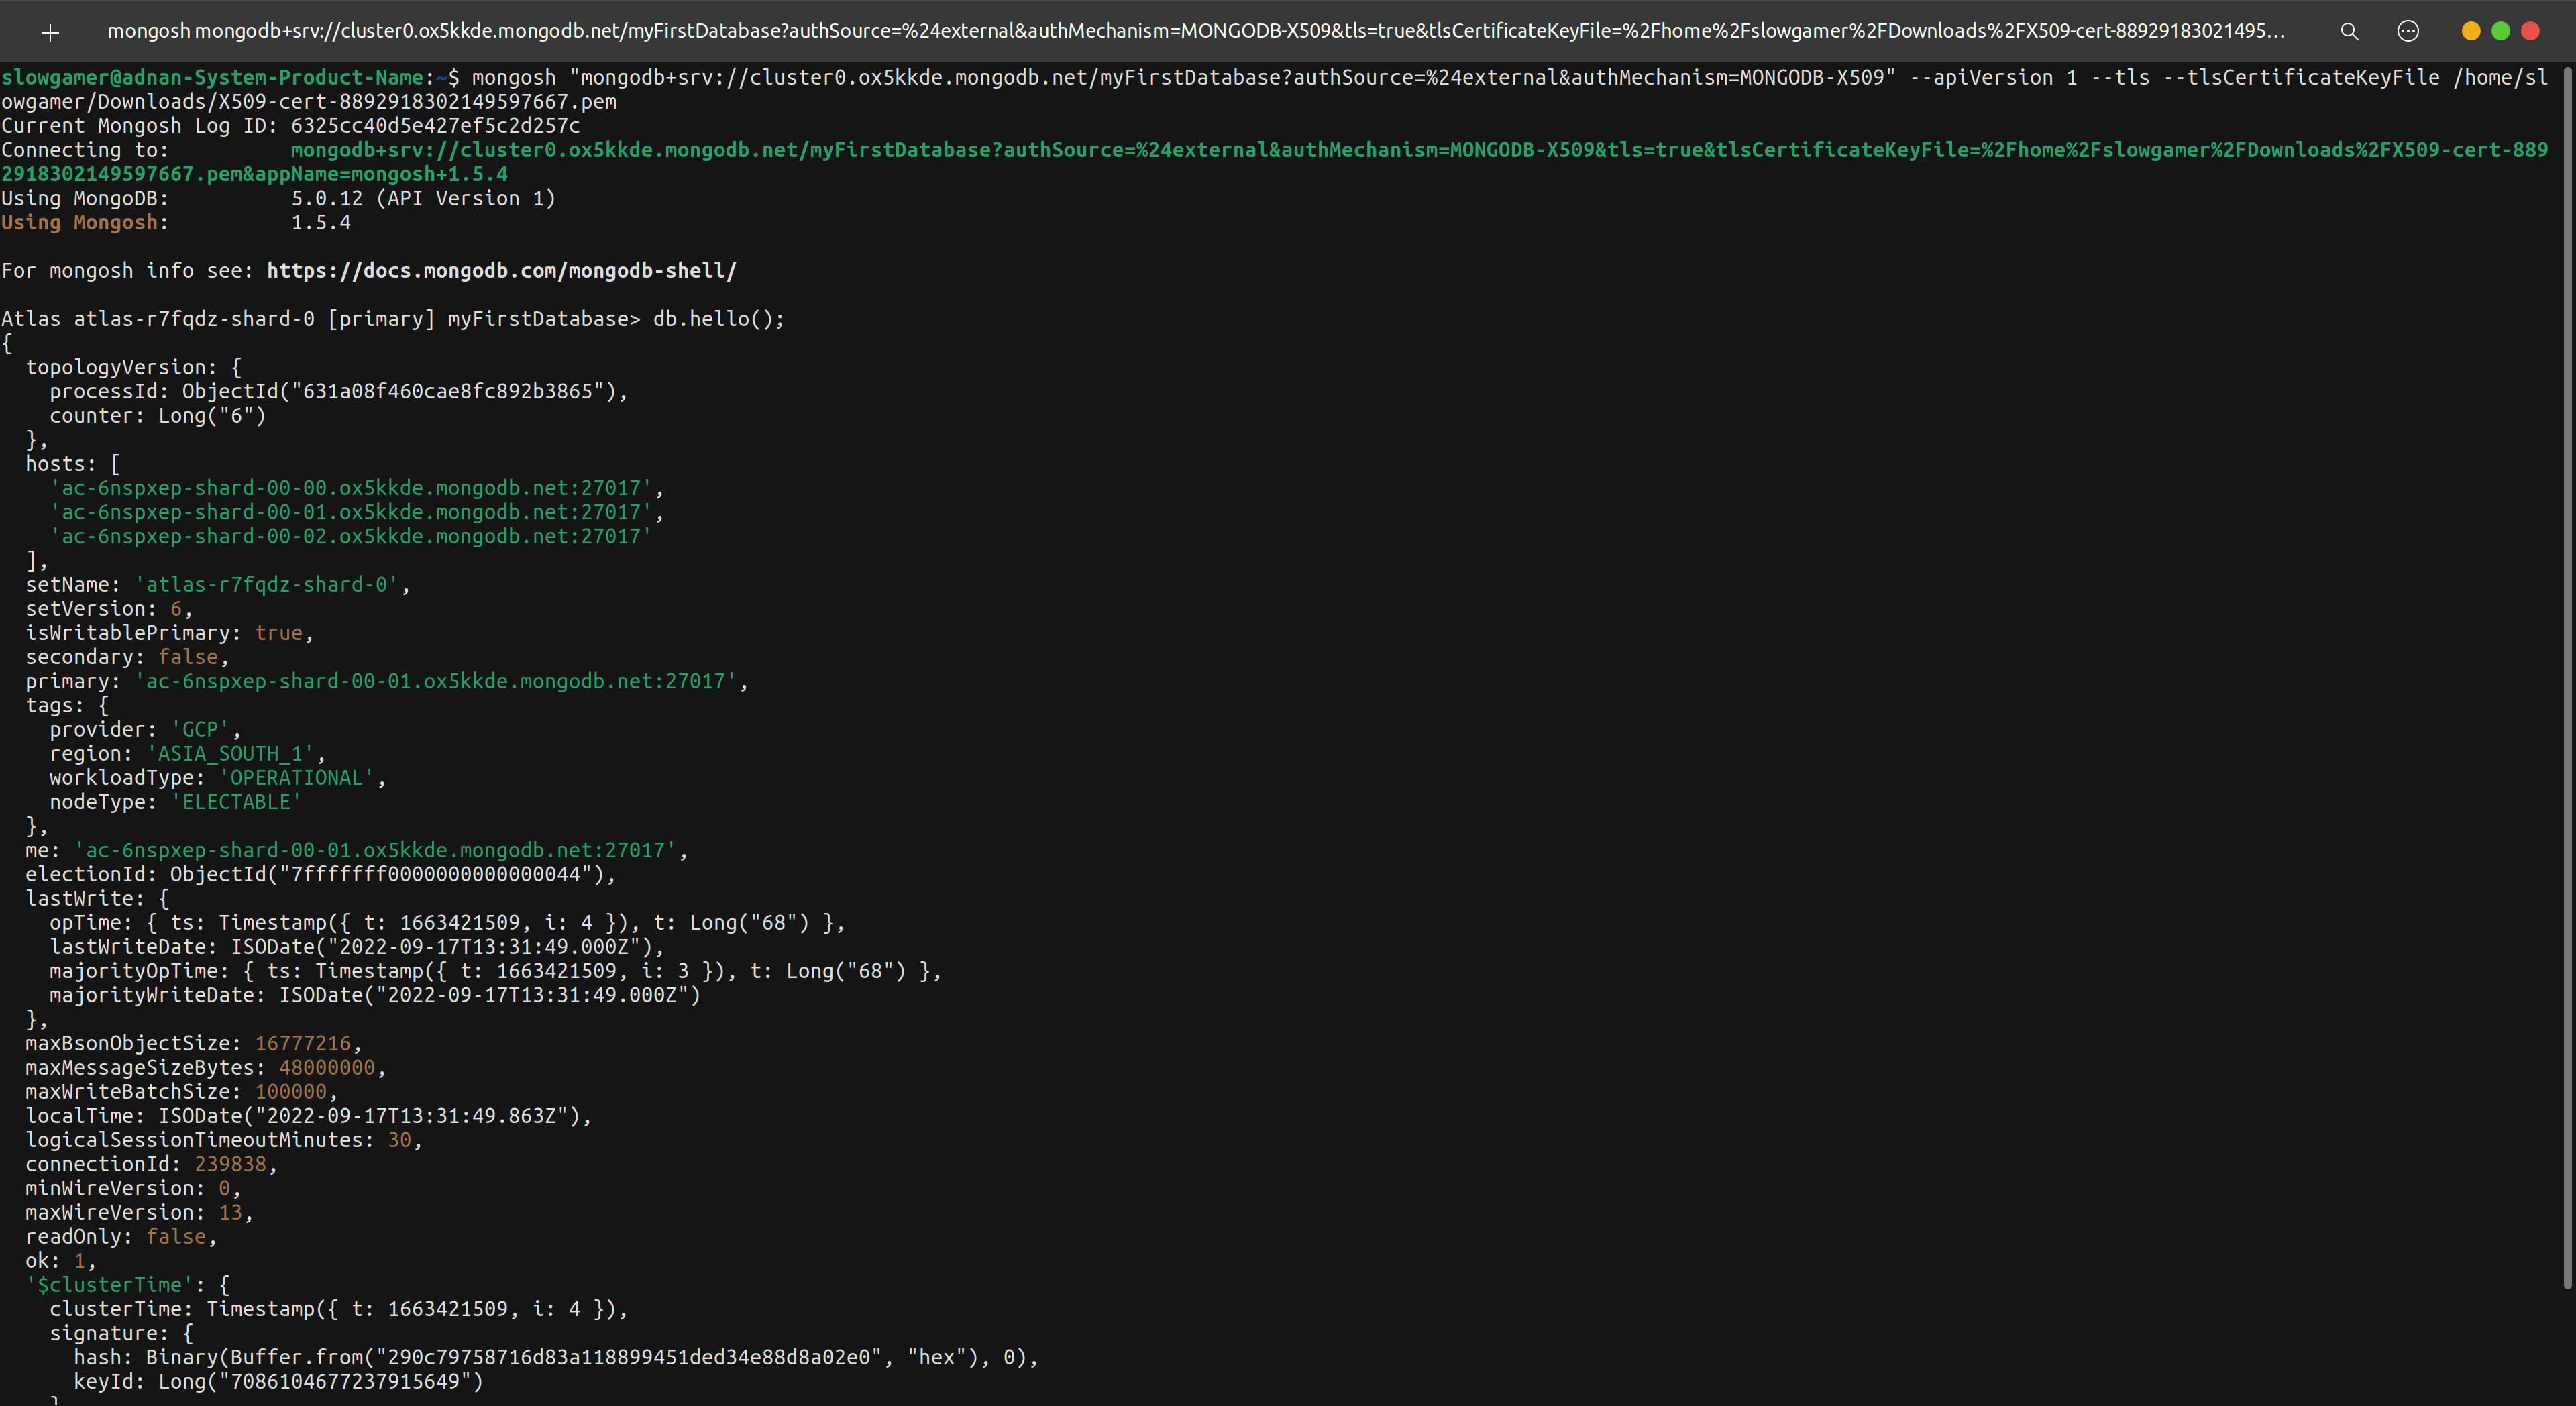 mongosh mongodb+srv://cluster0.ox5kkde.mongodb.net/myFirstDatabase?authSource=%24external&authMechanism=MONGODB-X509&tls=true&tlsCertificateKeyFile=%2Fhome%2Fslowgamer%2FDownloads%2FX509-cert-88929183021495...
slowgamer@adnan-System-Product-Name:~$ mongosh "mongodb+srv://cluster0.ox5kkde.mongodb.net/myFirstDatabase?authSource=%24external&authMechanism=MONGODB-X509" --apiVersion 1 --tls --tlsCertificateKeyFile /home/sl
owgamer/Downloads/X509-cert-8892918302149597667.pem
Current Mongosh Log ID: 6325cc40d5e427ef5c2d257c
Connecting to:          mongodb+srv://cluster0.ox5kkde.mongodb.net/myFirstDatabase?authSource=%24external&authMechanism=MONGODB-X509&tls=true&tlsCertificateKeyFile=%2Fhome%2Fslowgamer%2FDownloads%2FX509-cert-889
2918302149597667.pem&appName=mongosh+1.5.4
Using MongoDB:          5.0.12 (API Version 1)
Using Mongosh:          1.5.4
For mongosh info see: https://docs.mongodb.com/mongodb-shell/
Atlas atlas-r7fqdz-shard-0 [primary] myFirstDatabase> db.hello();
{
  topologyVersion: {
    processId: ObjectId("631a08f460cae8fc892b3865"),
    counter: Long("6")
  },
  hosts: [
    'ac-6nspxep-shard-00-00.ox5kkde.mongodb.net:27017',
    'ac-6nspxep-shard-00-01.ox5kkde.mongodb.net:27017',
    'ac-6nspxep-shard-00-02.ox5kkde.mongodb.net:27017'
  ],
  setName: 'atlas-r7fqdz-shard-0',
  setVersion: 6,
  isWritablePrimary: true,
  secondary: false,
  primary: 'ac-6nspxep-shard-00-01.ox5kkde.mongodb.net:27017',
  tags: {
    provider: 'GCP',
    region: 'ASIA_SOUTH_1',
    workloadType: 'OPERATIONAL',
    nodeType: 'ELECTABLE'
  },
  me: 'ac-6nspxep-shard-00-01.ox5kkde.mongodb.net:27017',
  electionId: ObjectId("7fffffff0000000000000044"),
  lastWrite: {
    opTime: { ts: Timestamp({ t: 1663421509, i: 4 }), t: Long("68") },
    lastWriteDate: ISODate("2022-09-17T13:31:49.000Z"),
    majorityOpTime: { ts: Timestamp({ t: 1663421509, i: 3 }), t: Long("68") },
    majorityWriteDate: ISODate("2022-09-17T13:31:49.000Z")
  },
  maxBsonObjectSize: 16777216,
  maxMessageSizeBytes: 48000000,
  maxWriteBatchSize: 100000,
  localTime: ISODate("2022-09-17T13:31:49.863Z"),
  logicalSessionTimeoutMinutes: 30,
  connectionId: 239838,
  minWireVersion: 0,
  maxWireVersion: 13,
  readOnly: false,
  ok: 1,
  '$clusterTime': {
    clusterTime: Timestamp({ t: 1663421509, i: 4 }),
    signature: {
      hash: Binary(Buffer.from("290c79758716d83a118899451ded34e88d8a02e0", "hex"), 0),
      keyId: Long("7086104677237915649")
    }